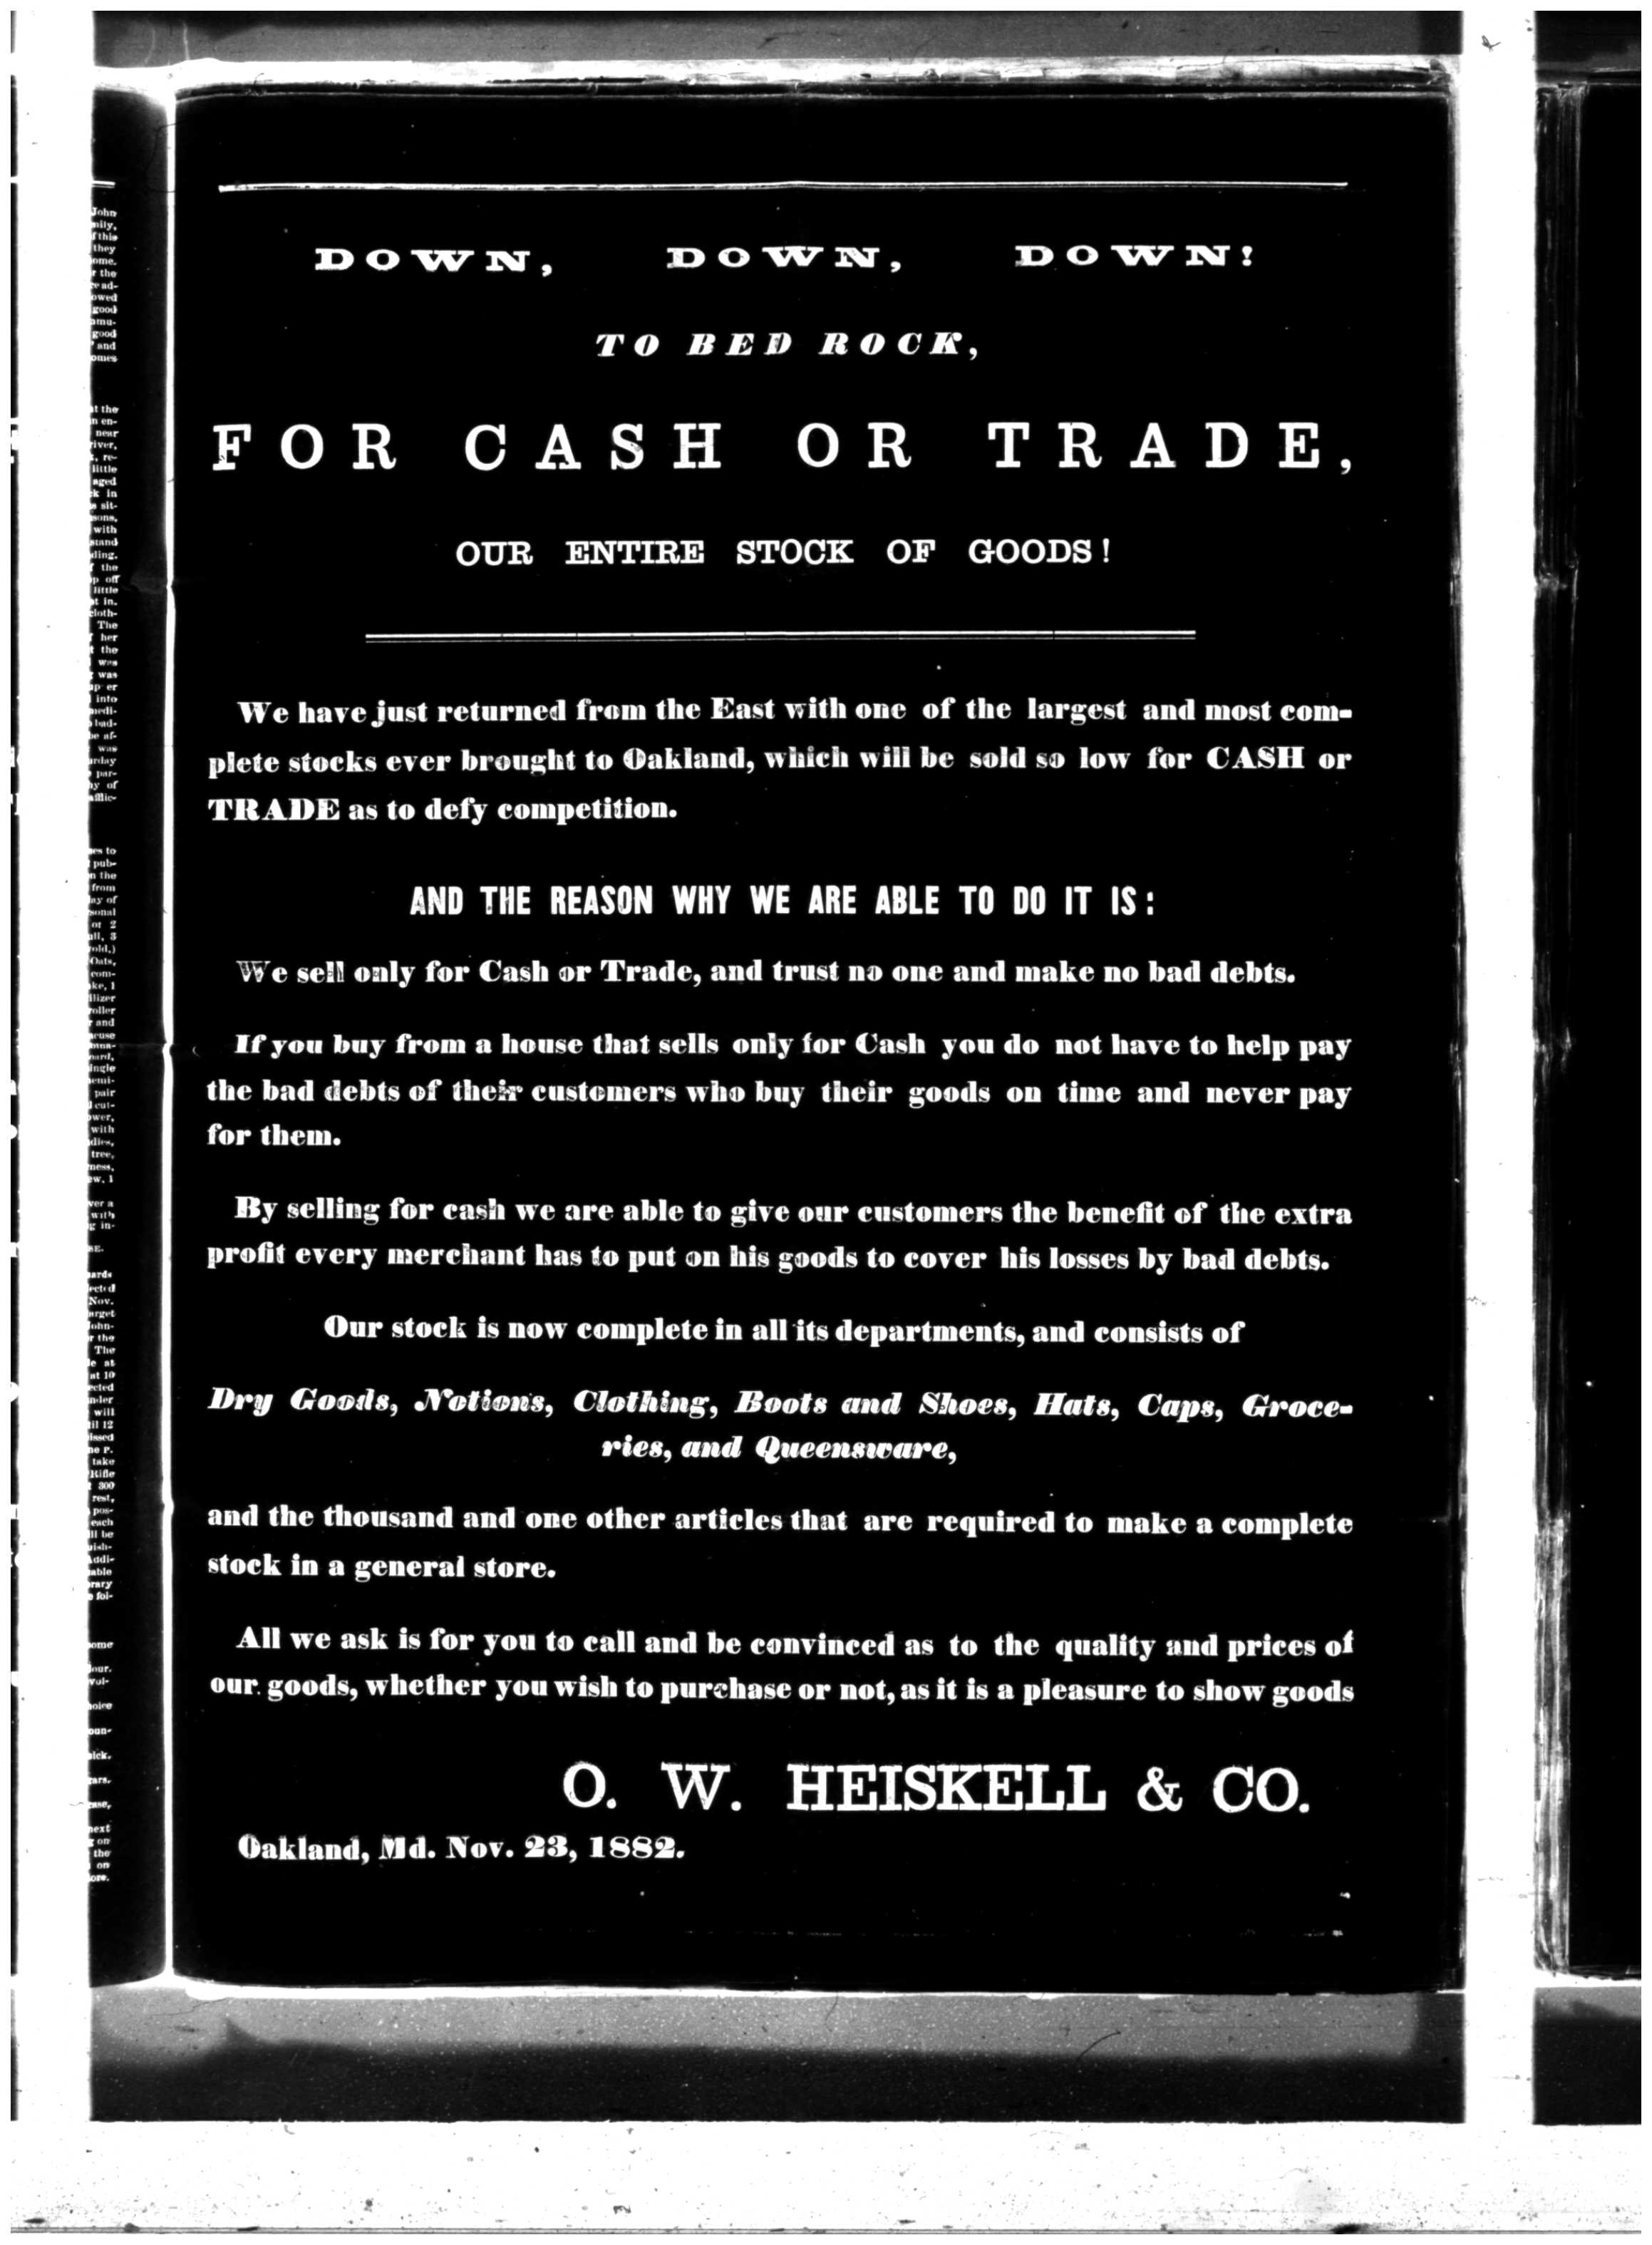 DOWN, DOWN, DOWN!
TO BED ROCK,
FOR CASH OR TRADE,
OUR ENTIRE STOCK OF GOODS!
We have just returned from the East with one of the largest and most com-
plete stocks ever brought to Oakland, which will be sold so low for CASH or
TRADE as to defy competition.
AND THE REASON WHY WE ARE ABLE TO DO IT IS:
We sell only for Cash or Trade, and trust no one and make no bad debts.
If you buy from a house that sells only for Cash you do not have to help pay
the bad debts of their customers who buy their goods on time and never pay
for them.
By selling for cash we are able to give our customers the benefit of the extra
profit every merchant has to put on his goods to cover his losses by bad debts.
Our stock is now complete in all its departments, and consists of
Dry Goods, Notions, Clothing, Boots and Shoes, Hats, Caps, Groce-
ries, and Queensware,
and the thousand and one other articles that are required to make a complete
stock in a general store.
All we ask is for you to call and be convinced as to the quality and prices of
our goods, whether you wish to purchase or not, as it is a pleasure to show goods
O. W. HEISKELL & CO.
Oakland, Md. Nov. 23, 1882.